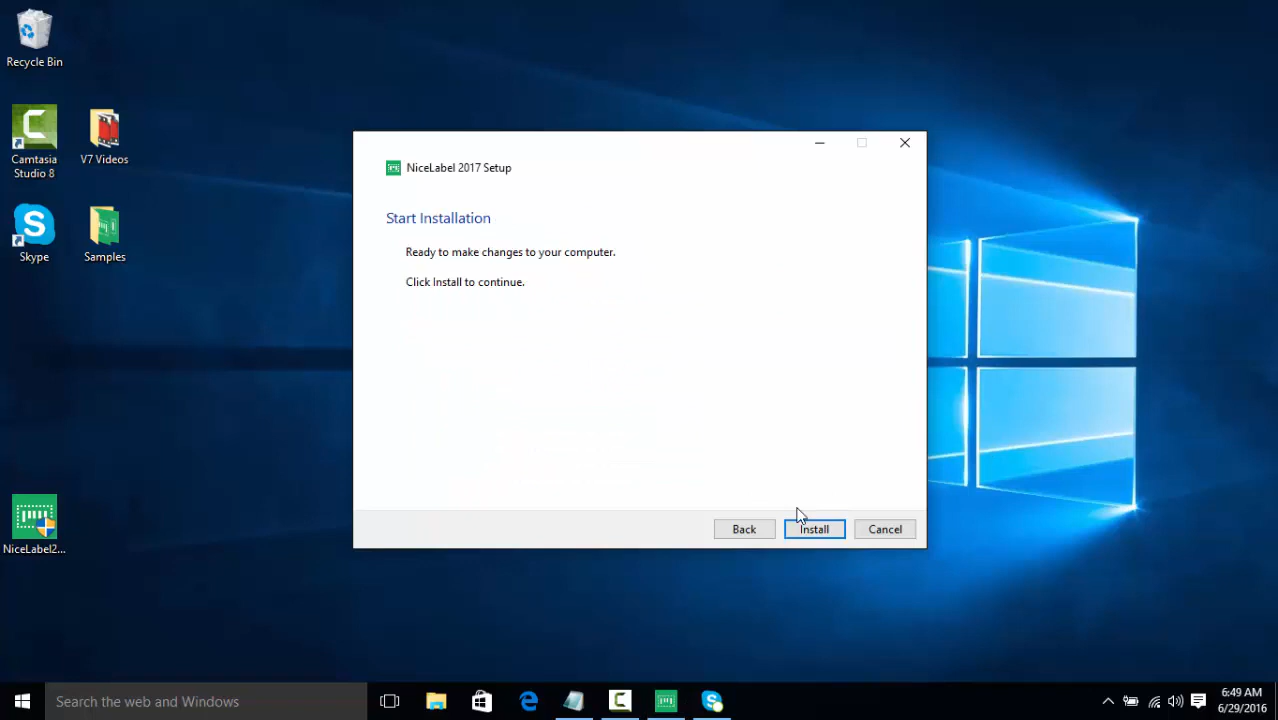 Recycle Bin
Camtasia
Studio 8
V7 Videos
Skype
Samples
NiceLabel2...
NiceLabel 2017 Setup
Start Installation
Ready to make changes to your computer.
Click Install to continue.
Back
Install
Cancel
Search the web and Windows
6:49 AM
6/29/2016